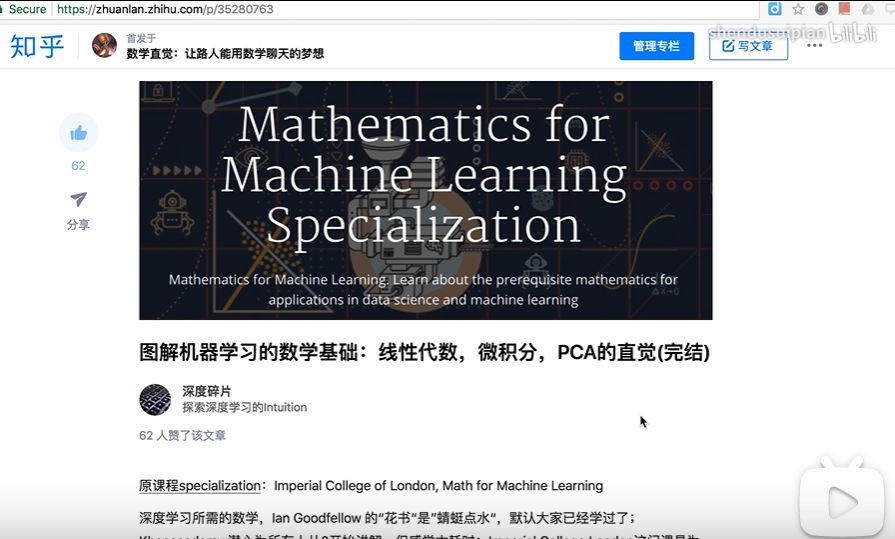 Secure
https://zhuanlan.zhihu.com/p/35280763
shendusuipian bilibili
知乎
首发于
数学直觉：让路人能用数学聊天的梦想
管理专栏
写文章
Mathematics for
Machine Learning
Specialization
Mathematics for Machine Learning. Learn about the prerequisite mathematics for
applications in data science and machine learning
62
分享
图解机器学习的数学基础：线性代数，微积分，PCA的直觉(完结)
深度碎片
探索深度学习的Intuition
62 人赞了该文章
原课程specialization：Imperial College of London, Math for Machine Learning
深度学习所需的数学，Ian Goodfellow 的“花书“是”蜻蜓点水“，默认大家已经学过了；